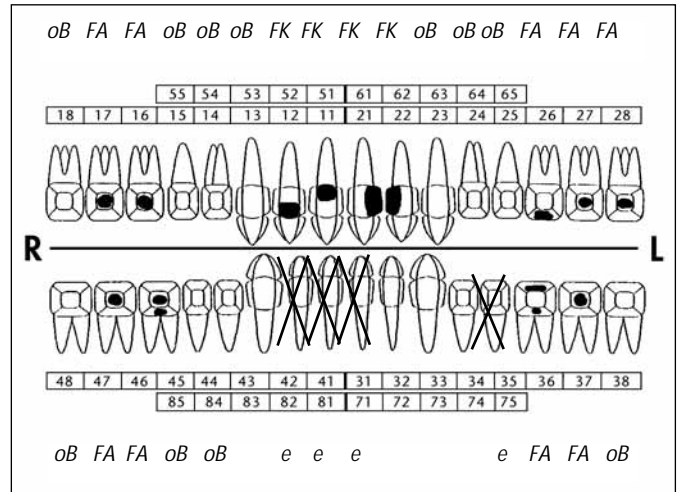 oB FA FA oB oB oB FK FK FK FK oB oB oB FA FA FA
55 54 53 52 51 61 62 63 64 65
18 17 16 15 14 13 12 11 21 22 23 24 25 26 27 28
R L
48 47 46 45 44 43 42 41 31 32 33 34 35 36 37 38
85 84 83 82 81 71 72 73 74 75
oB FA FA oB oB e e e e FA FA oB